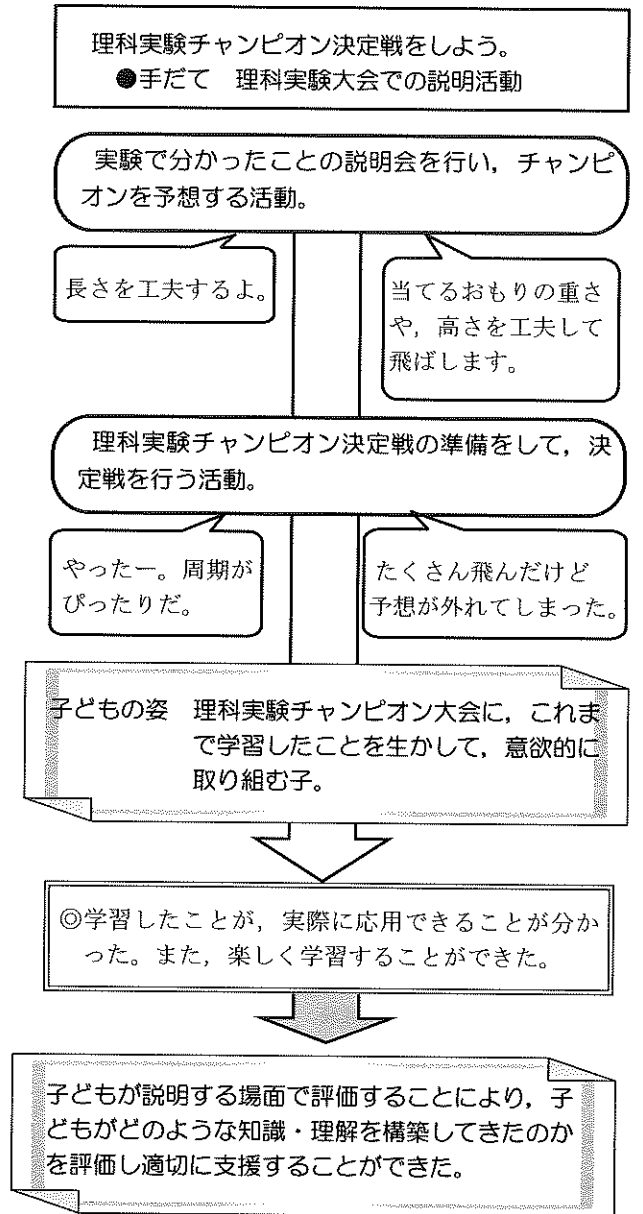 理科実験チャンピオン決定戦をしよう。
●手だて　理科実験大会での説明活動
実験で分かったことの説明会を行い，チャンピ
オンを予想する活動。
長さを工夫するよ。
当てるおもりの重さ
や，高さを工夫して
飛ばします。
理科実験チャンピオン決定戦の準備をして，決
定戦を行う活動。
やったー。周期が
ぴったりだ。
たくさん飛んだけど
予想が外れてしまった。
子どもの姿　理科実験チャンピオン大会に，これま
で学習したことを生かして，意欲的に
取り組む子。
◎学習したことが，実際に応用できることが分か
った。また，楽しく学習することができた。
子どもが説明する場面で評価することにより，子
どもがどのような知識・理解を構築してきたのか
を評価し適切に支援することができた。